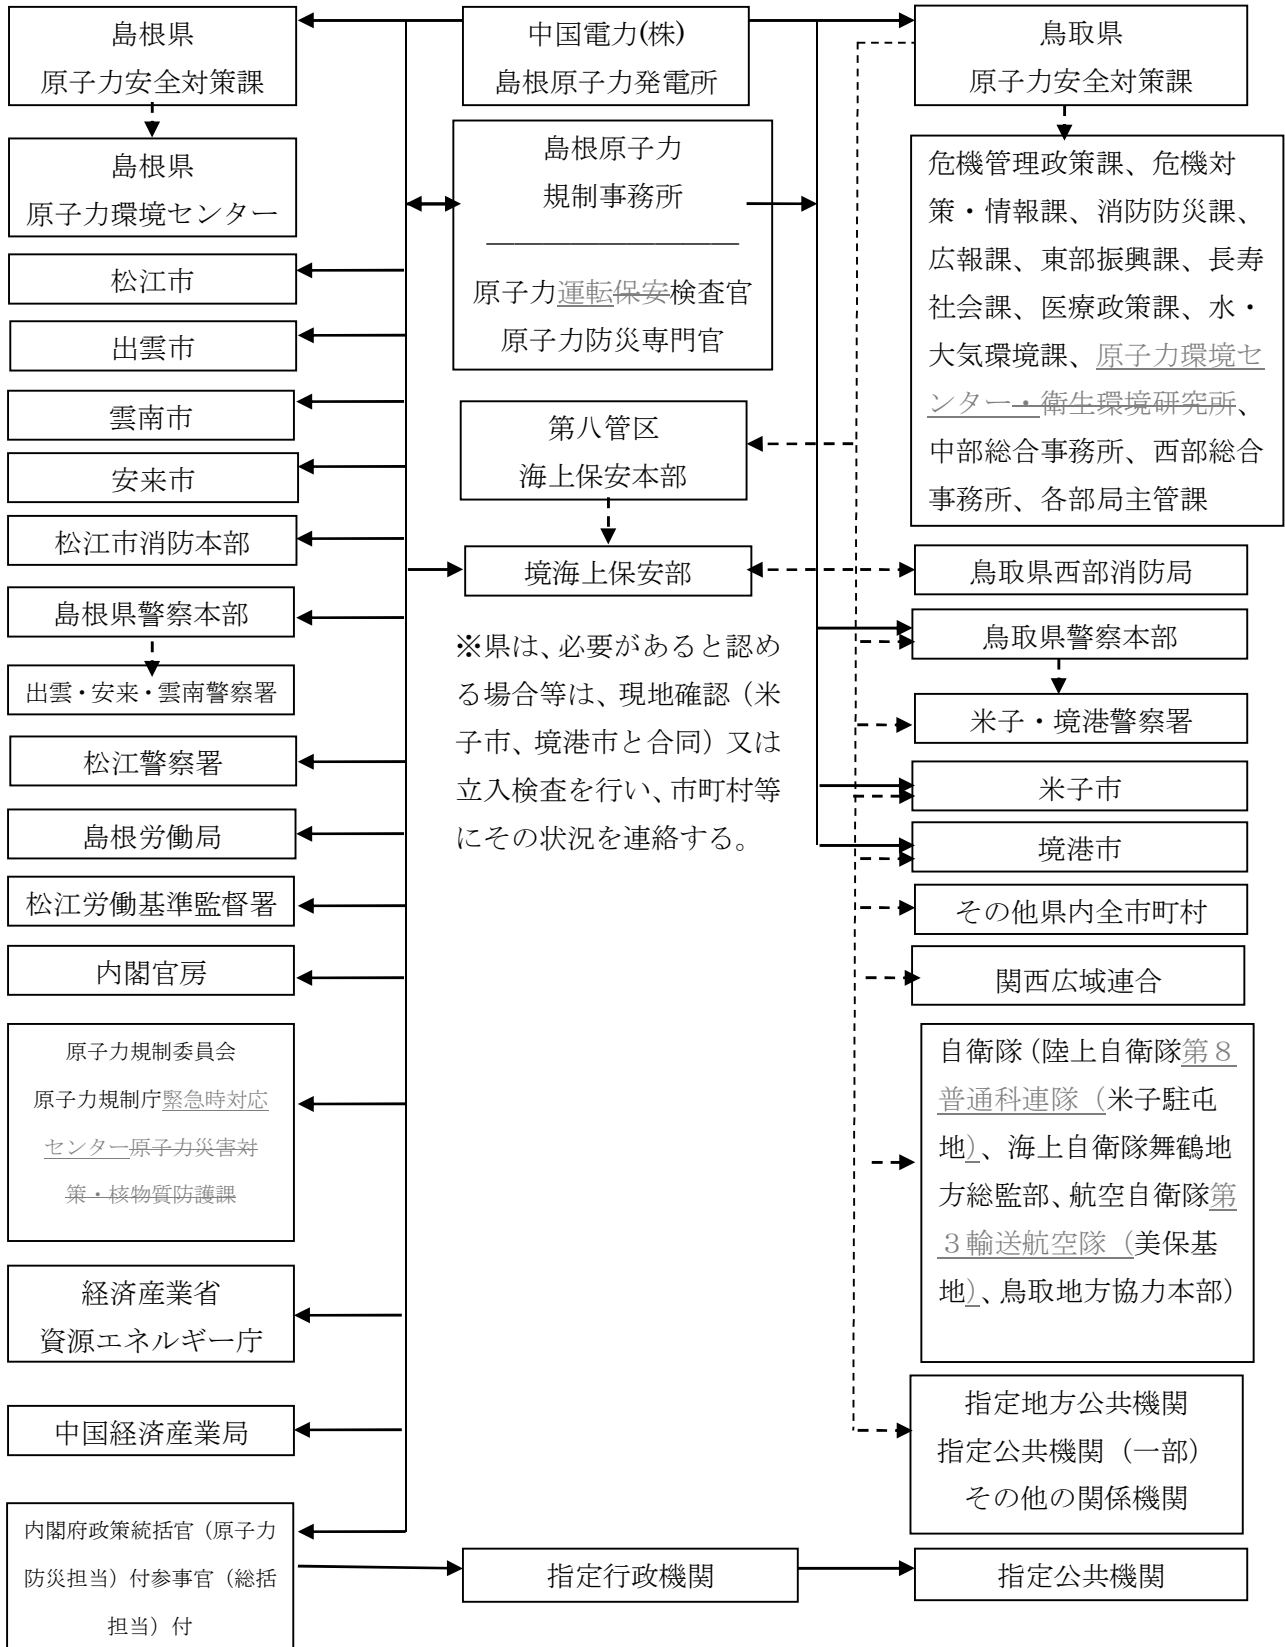 島根県
原子力安全対策課
中国電力(株)
島根原子力発電所
鳥取県
原子力安全対策課
島根県
原子力環境センター
島根原子力
規制事務所
原子力運転保安検査官
原子力防災専門官
危機管理政策課、危機対
策・情報課、消防防災課、
広報課、東部振興課、長寿
社会課、医療政策課、水・
大気環境課、原子力環境セ
ンター・衛生環境研究所、
中部総合事務所、西部総合
事務所、各部局主管課
松江市
出雲市
雲南市
安来市
松江市消防本部
島根県警察本部
出雲・安来・雲南警察署
松江警察署
島根労働局
松江労働基準監督署
内閣官房
原子力規制委員会
原子力規制庁緊急時対応
センター原子力災害対
策・核物質防護課
経済産業省
資源エネルギー庁
中国経済産業局
内閣府政策統括官（原子力
防災担当）付参事官（総括
担当）付
第八管区
海上保安本部
境海上保安部
※県は、必要があると認め
る場合等は、現地確認（米
子市、境港市と合同）又は
立入検査を行い、市町村等
にその状況を連絡する。
指定行政機関
鳥取県西部消防局
鳥取県警察本部
米子・境港警察署
米子市
境港市
その他県内全市町村
関西広域連合
自衛隊（陸上自衛隊第８
普通科連隊（米子駐屯
地）、海上自衛隊舞鶴地
方総監部、航空自衛隊第
３輸送航空隊（美保基
地）、鳥取地方協力本部）
指定地方公共機関
指定公共機関（一部）
その他の関係機関
指定公共機関